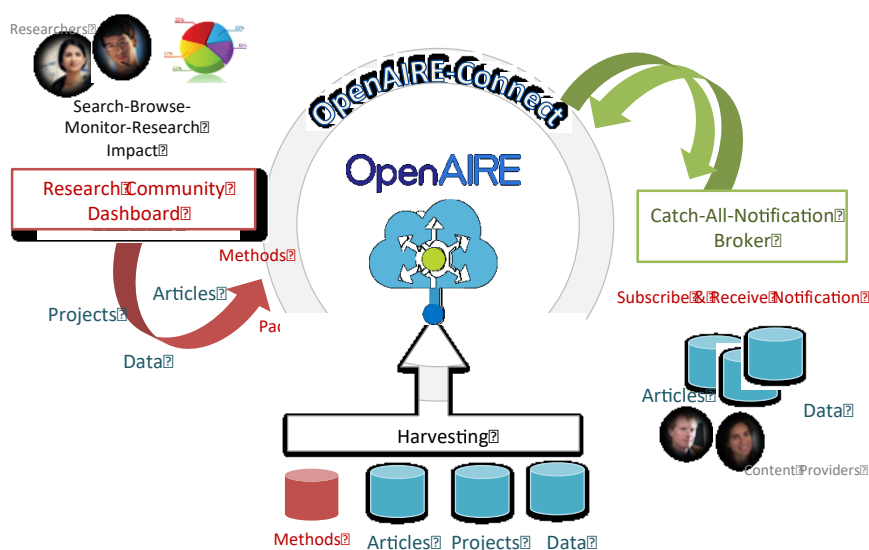 Researchers
Search-Browse-
Monitor-Research
Impact
Research Community
Dashboard
Methods
Articles
Projects
Pac
Data
OpenAIRE-Connect
OpenAIRE
Catch-All-Notification
Broker
Subscribe & Receive Notification
Articles
Data
Content Providers
Harvesting
Methods
Articles
Projects
Data